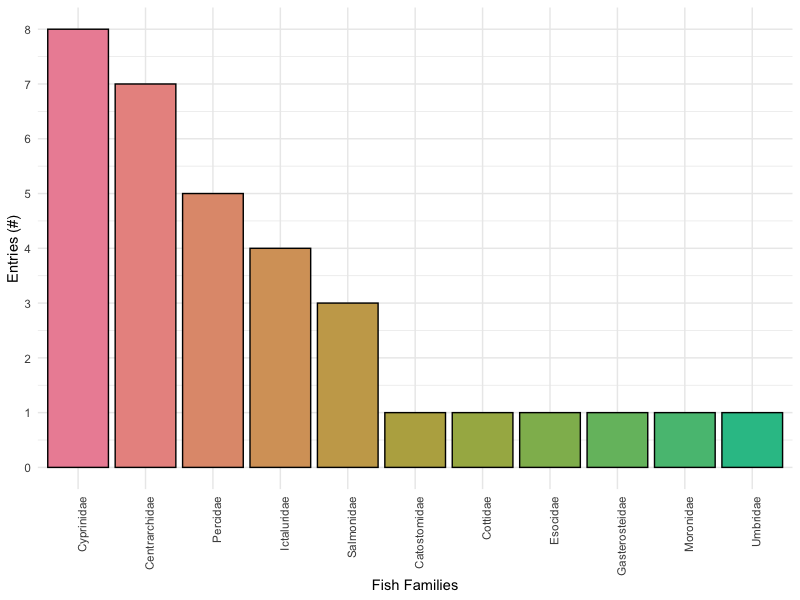 8
7
6
5
4
3
2
1
0
Entries (#)
Cyprinidae
Centrarchidae
Percidae
Ictaluridae
Salmonidae
Catostomidae
Cottidae
Esocidae
Gasterosteidae
Moronidae
Umbridae
Fish Families